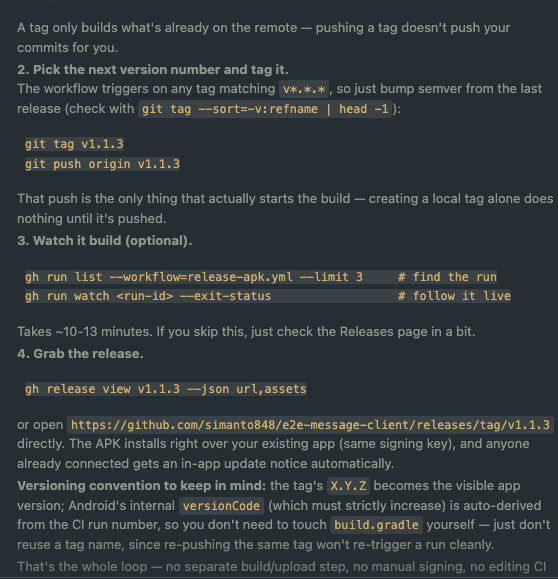 A tag only builds what's already on the remote — pushing a tag doesn't push your
commits for you.
2. Pick the next version number and tag it.
The workflow triggers on any tag matching v*.*.*, so just bump semver from the last
release (check with git tag --sort=-v:refname | head -1):
git tag v1.1.3
git push origin v1.1.3
That push is the only thing that actually starts the build — creating a local tag alone does
nothing until it's pushed.
3. Watch it build (optional).
gh run list --workflow=release-apk.yml --limit 3 # find the run
gh run watch <run-id> --exit-status # follow it live
Takes ~10-13 minutes. If you skip this, just check the Releases page in a bit.
4. Grab the release.
gh release view v1.1.3 --json url,assets
or open https://github.com/simanto848/e2e-message-client/releases/tag/v1.1.3
directly. The APK installs right over your existing app (same signing key), and anyone
already connected gets an in-app update notice automatically.
Versioning convention to keep in mind: the tag's X.Y.Z becomes the visible app
version; Android's internal versionCode (which must strictly increase) is auto-derived
from the CI run number, so you don't need to touch build.gradle yourself — just don't
reuse a tag name, since re-pushing the same tag won't re-trigger a run cleanly.
That's the whole loop — no separate build/upload step, no manual signing, no editing CI